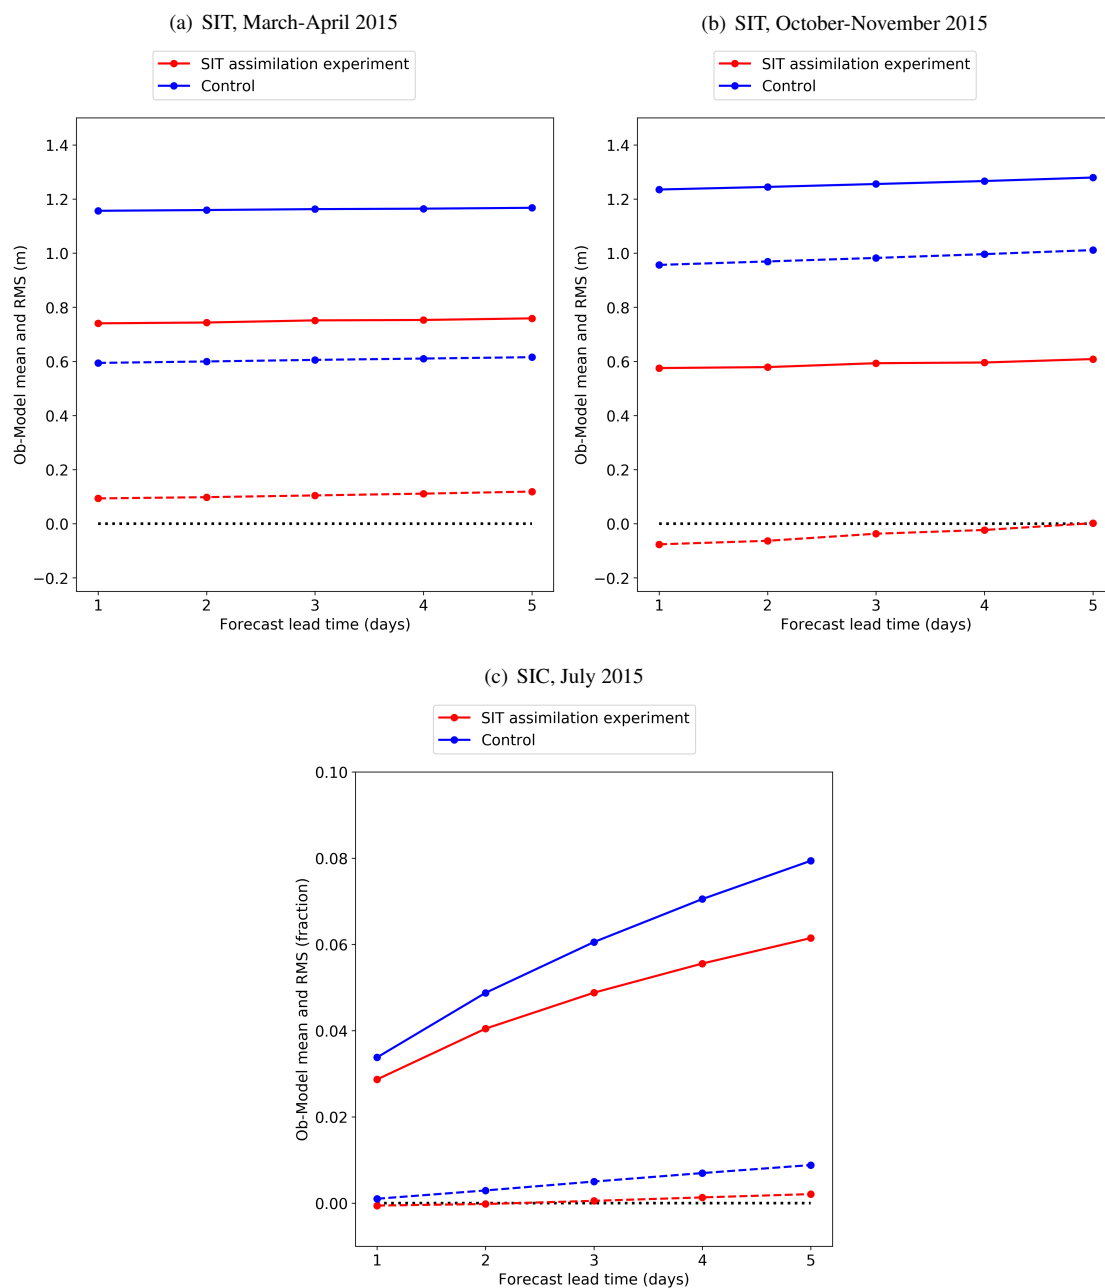 (a) SIT, March-April 2015
SIT assimilation experiment
Control
Ob-Model mean and RMS (m)
1.4
1.2
1.0
0.8
0.6
0.4
0.2
0.0
−0.2
1 2 3 4 5
Forecast lead time (days)
(b) SIT, October-November 2015
SIT assimilation experiment
Control
Ob-Model mean and RMS (m)
1.4
1.2
1.0
0.8
0.6
0.4
0.2
0.0
−0.2
1 2 3 4 5
Forecast lead time (days)
(c) SIC, July 2015
SIT assimilation experiment
Control
Ob-Model mean and RMS (fraction)
0.10
0.08
0.06
0.04
0.02
0.00
1 2 3 4 5
Forecast lead time (days)